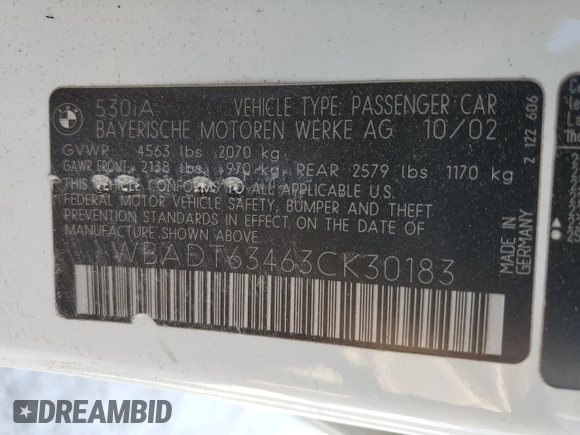 530iA VEHICLE TYPE: PASSENGER CAR
BAYERISCHE MOTOREN WERKE AG 10/02
GVWR 4563 lbs 2070 kg
GAWR FRONT 2138 lbs 970 kg REAR 2579 lbs 1170 kg
THIS VEHICLE CONFORMS TO ALL APPLICABLE U.S.
FEDERAL MOTOR VEHICLE SAFETY, BUMPER AND THEFT
PREVENTION STANDARDS IN EFFECT ON THE DATE OF
MANUFACTURE SHOWN ABOVE
WBADT63463CK30183
MADE IN GERMANY
2 122 606
DREAMBID